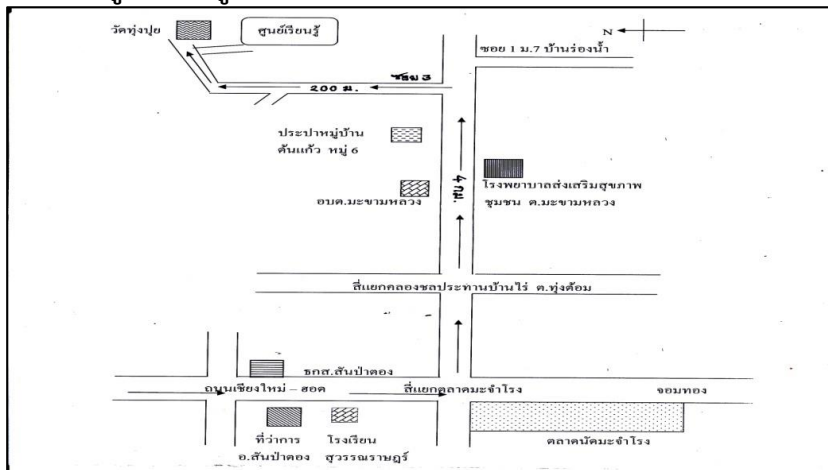 วัดทุ่งปุย
ศูนย์เรียนรู้
N
ซอย 1 ม.7 บ้านร่องน้ำ
ซอย 3
200 ม.
ประปาหมู่บ้าน
ต้นแก้ว หมู่ 6
4 กม.
โรงพยาบาลส่งเสริมสุขภาพ
ชุมชน ต.มะขามหลวง
อบต.มะขามหลวง
สี่แยกคลองชลประทานบ้านไร่ ต.ทุ่งต้อม
ธกส.สันป่าตอง
ถนนเชียงใหม่ – ฮอด
สี่แยกตลาดมะจำโรง
จอมทอง
ที่ว่าการ
อ.สันป่าตอง
โรงเรียน
สุวรรณราษฎร์
ตลาดนัดมะจำโรง